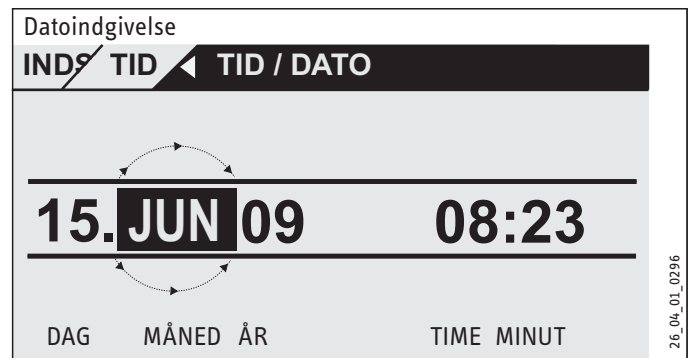 Datoindgivelse
INDS TID TID / DATO
15. JUN 09 08:23
DAG MÅNED ÅR TIME MINUT
26_04_01_0296